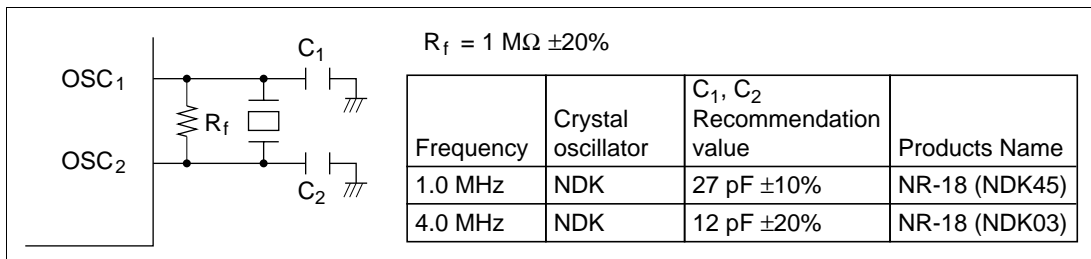 C1
OSC1
Rf
OSC2
C2
Rf = 1 MΩ ±20%
Frequency Crystal oscillator C1, C2 Recommendation value Products Name
1.0 MHz NDK 27 pF ±10% NR-18 (NDK45)
4.0 MHz NDK 12 pF ±20% NR-18 (NDK03)